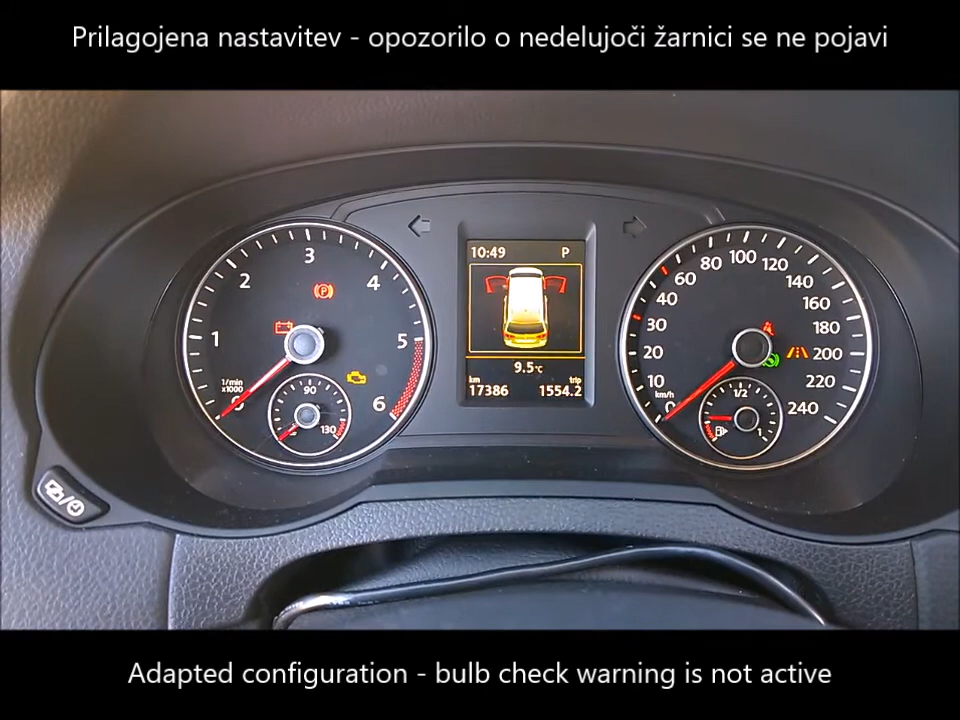 Prilagojena nastavitev - opozorilo o nedelujoči žarnici se ne pojavi
10:49 P
9.5°C
km trip
17386 1554.2
1 2 3 4 5 6
1/min
x1000
0
90
130
0 10 20 30 40 60 80 100 120 140 160 180 200 220 240
km/h
1/2
1
P
Adapted configuration - bulb check warning is not active